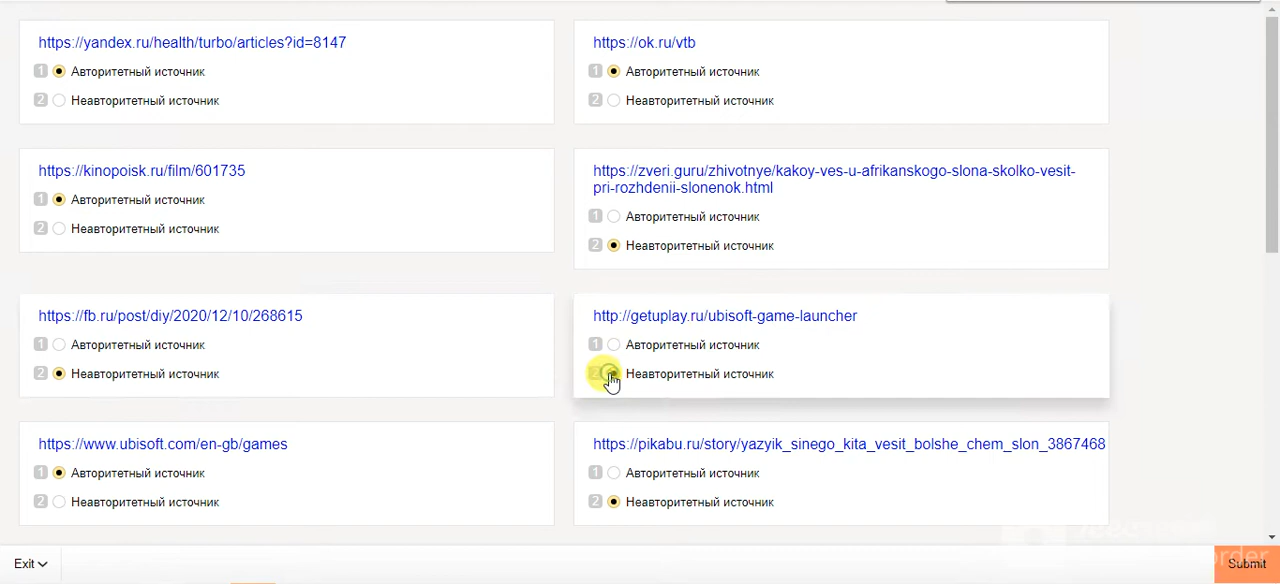 https://yandex.ru/health/turbo/articles?id=8147
1 Авторитетный источник
2 Неавторитетный источник
https://ok.ru/vtb
1 Авторитетный источник
2 Неавторитетный источник
https://kinopoisk.ru/film/601735
1 Авторитетный источник
2 Неавторитетный источник
https://zveri.guru/zhivotnye/kakoy-ves-u-afrikanskogo-slona-skolko-vesit-
pri-rozhdenii-slonenok.html
1 Авторитетный источник
2 Неавторитетный источник
https://fb.ru/post/diy/2020/12/10/268615
1 Авторитетный источник
2 Неавторитетный источник
http://getuplay.ru/ubisoft-game-launcher
1 Авторитетный источник
2 Неавторитетный источник
https://www.ubisoft.com/en-gb/games
1 Авторитетный источник
2 Неавторитетный источник
https://pikabu.ru/story/yazyik_sinego_kita_vesit_bolshe_chem_slon_3867468
1 Авторитетный источник
2 Неавторитетный источник
Exit
Submit